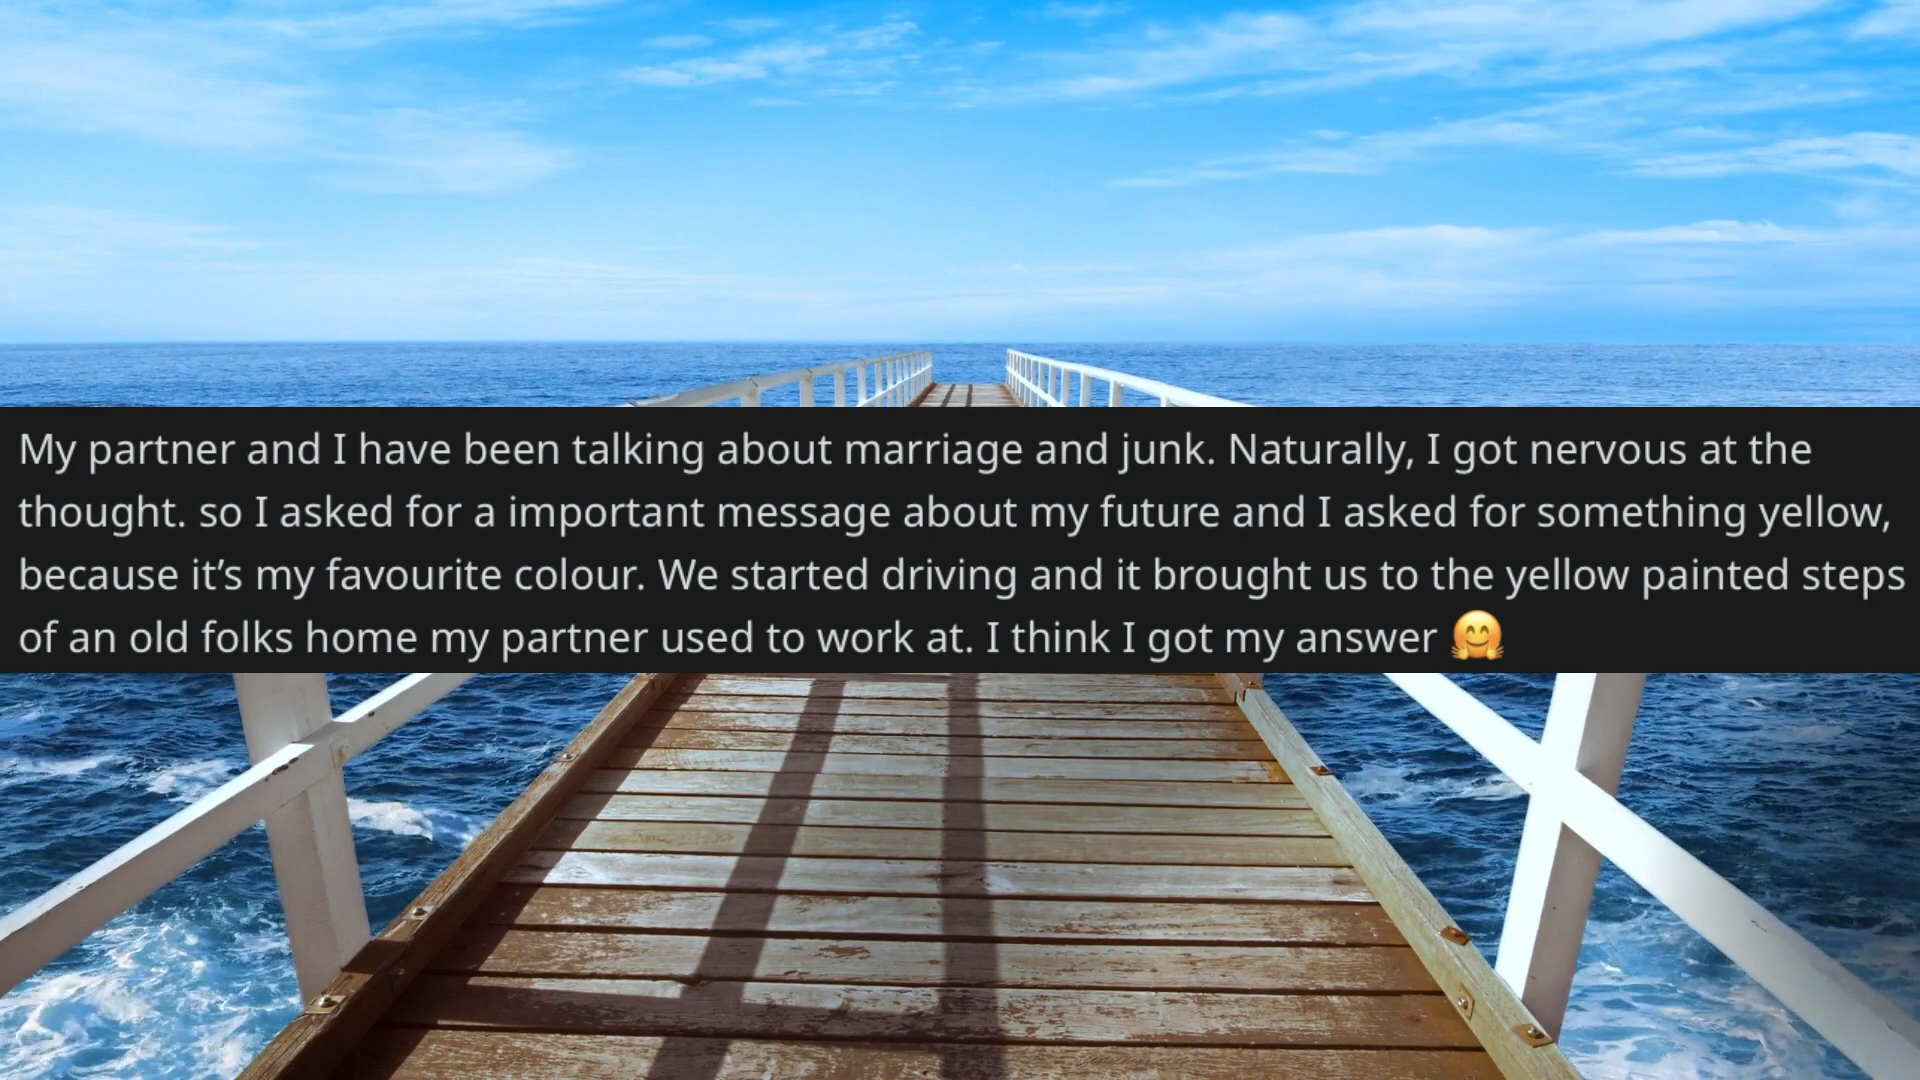 My partner and I have been talking about marriage and junk. Naturally, I got nervous at the
thought. so I asked for a important message about my future and I asked for something yellow,
because it’s my favourite colour. We started driving and it brought us to the yellow painted steps
of an old folks home my partner used to work at. I think I got my answer 🤗